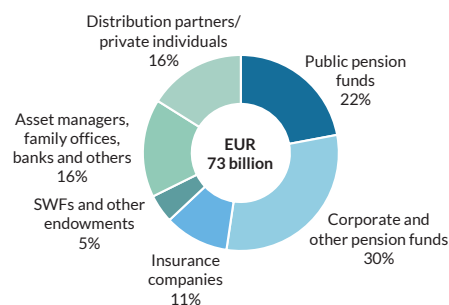 Distribution partners/
private individuals
16%
Public pension
funds
22%
Asset managers,
family offices,
banks and others
16%
EUR
73 billion
SWFs and other
endowments
5%
Corporate and
other pension funds
30%
Insurance
companies
11%